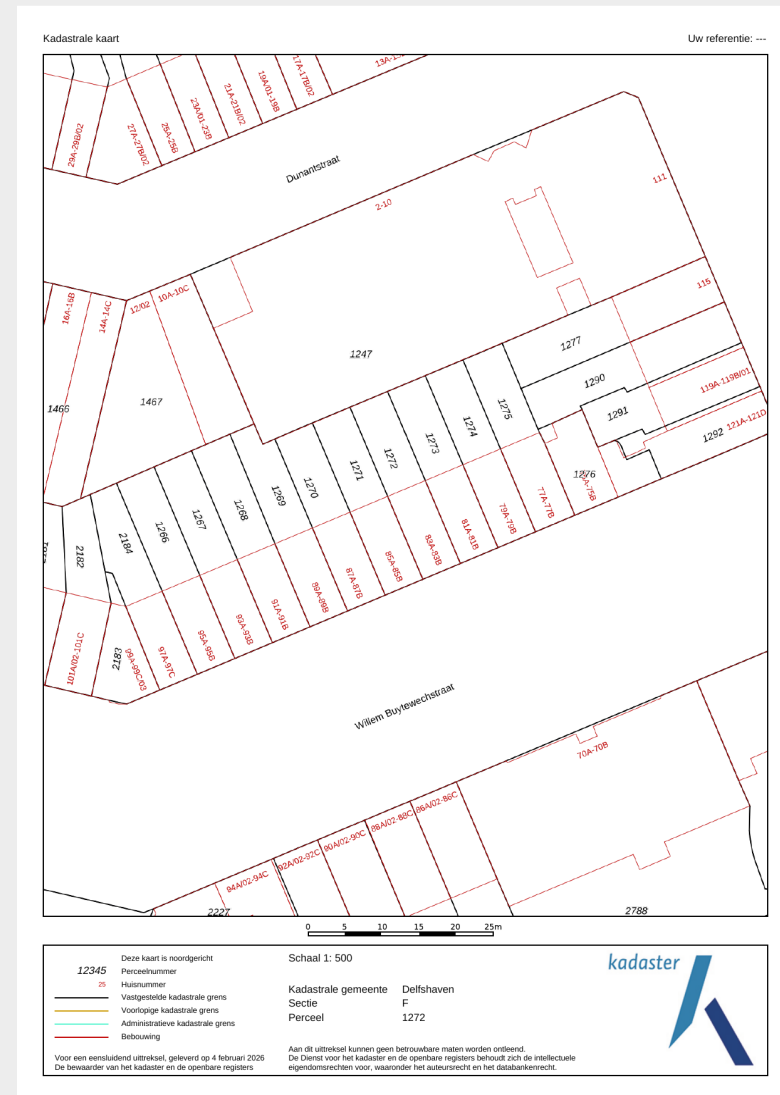 Kadastrale kaart
Uw referentie: ---
29A-29B/02
27A-27B/02
25A-25B
23A/01-23B
21A-21B/02
19A/01-19B
17A-17B/02
Dunantstraat
2-10
111
115
16A-16B
14A-14C
12/02
10A-10C
1466
1467
1247
1277
1290
1291
119A-119B/01
1292
121A-121D
1275
1274
1273
1272
1271
1270
1269
1268
1267
1266
2184
2182
2183
1276
77A-77B
79A-79B
81A-81B
83A-83B
85A-85B
87A-87B
89A-89B
91A-91B
93A-93B
95A-95B
97A-97C
99A-99C/03
101A/02-101C
Willem Buytewechstraat
70A-70B
86A/02-86C
88A/02-88C
90A/02-90C
92A/02-92C
94A/02-94C
2227
2788
0 5 10 15 20 25m
12345
25
Deze kaart is noordgericht
Perceelnummer
Huisnummer
Vastgestelde kadastrale grens
Voorlopige kadastrale grens
Administratieve kadastrale grens
Bebouwing
Voor een eensluidend uittreksel, geleverd op 4 februari 2026
De bewaarder van het kadaster en de openbare registers
Schaal 1: 500
Kadastrale gemeente Delfshaven
Sectie F
Perceel 1272
Aan dit uittreksel kunnen geen betrouwbare maten worden ontleend.
De Dienst voor het kadaster en de openbare registers behoudt zich de intellectuele
eigendomsrechten voor, waaronder het auteursrecht en het databankenrecht.
kadaster